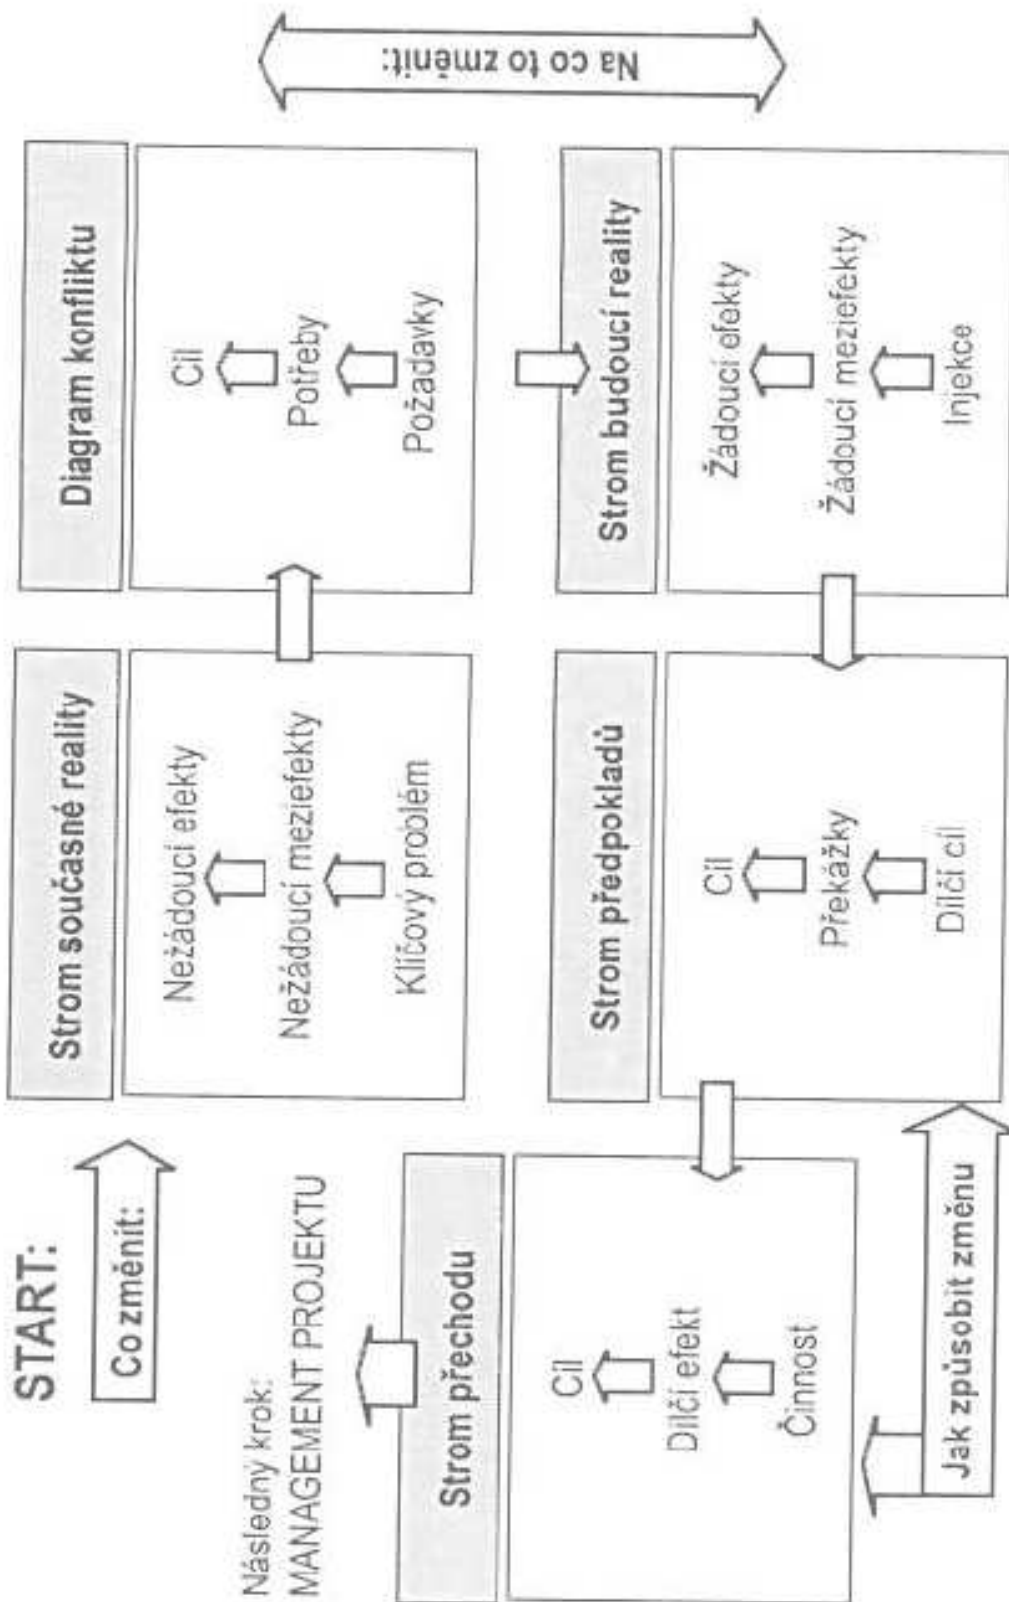 START:
Co změnit:
Strom současné reality
Nežádoucí efekty
Nežádoucí meziefekty
Klíčový problém
Diagram konfliktu
Cíl
Potřeby
Požadavky
Na co to změnit:
Následný krok:
MANAGEMENT PROJEKTU
Strom přechodu
Cíl
Dílčí efekt
Činnost
Strom předpokladů
Cíl
Překážky
Dílčí cíl
Strom budoucí reality
Žádoucí efekty
Žádoucí meziefekty
Injekce
Jak způsobit změnu